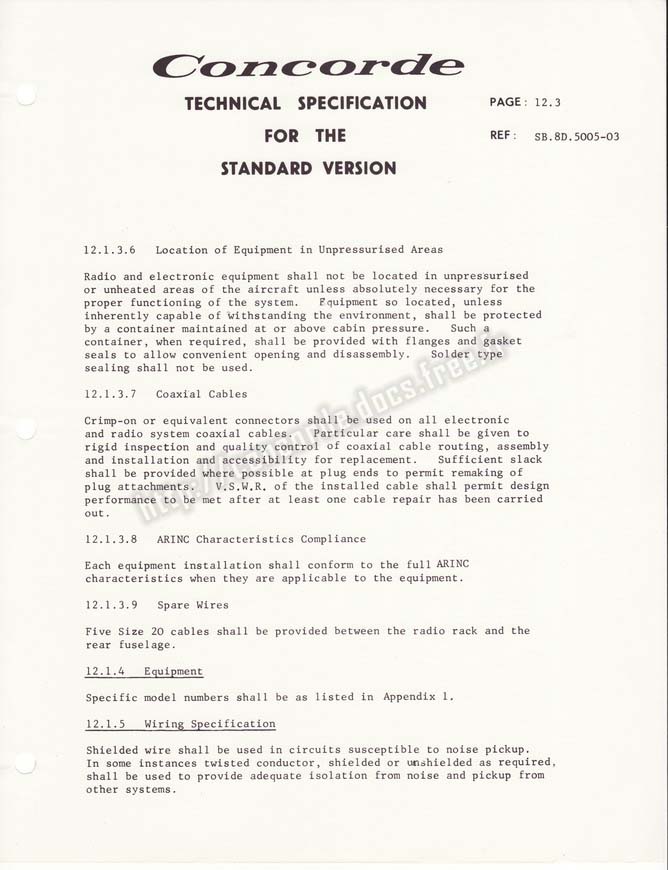 Concorde
TECHNICAL SPECIFICATION
FOR THE
STANDARD VERSION
PAGE: 12.3
REF: SB.8D.5005-03
12.1.3.6 Location of Equipment in Unpressurised Areas
Radio and electronic equipment shall not be located in unpressurised
or unheated areas of the aircraft unless absolutely necessary for the
proper functioning of the system. Equipment so located, unless
inherently capable of withstanding the environment, shall be protected
by a container maintained at or above cabin pressure. Such a
container, when required, shall be provided with flanges and gasket
seals to allow convenient opening and disassembly. Solder type
sealing shall not be used.
12.1.3.7 Coaxial Cables
Crimp-on or equivalent connectors shall be used on all electronic
and radio system coaxial cables. Particular care shall be given to
rigid inspection and quality control of coaxial cable routing, assembly
and installation and accessibility for replacement. Sufficient slack
shall be provided where possible at plug ends to permit remaking of
plug attachments. V.S.W.R. of the installed cable shall permit design
performance to be met after at least one cable repair has been carried
out.
12.1.3.8 ARINC Characteristics Compliance
Each equipment installation shall conform to the full ARINC
characteristics when they are applicable to the equipment.
12.1.3.9 Spare Wires
Five Size 20 cables shall be provided between the radio rack and the
rear fuselage.
12.1.4 Equipment
Specific model numbers shall be as listed in Appendix 1.
12.1.5 Wiring Specification
Shielded wire shall be used in circuits susceptible to noise pickup.
In some instances twisted conductor, shielded or unshielded as required,
shall be used to provide adequate isolation from noise and pickup from
other systems.